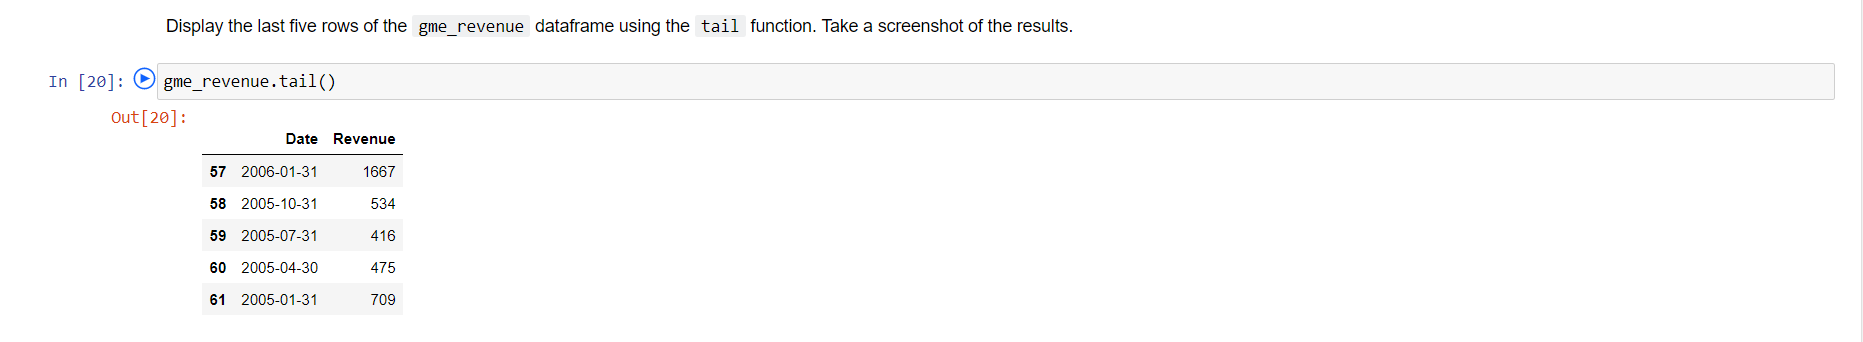 Display the last five rows of the gme_revenue dataframe using the tail function. Take a screenshot of the results.
In [20]: gme_revenue.tail()
Out[20]:
Date Revenue
57 2006-01-31 1667
58 2005-10-31 534
59 2005-07-31 416
60 2005-04-30 475
61 2005-01-31 709